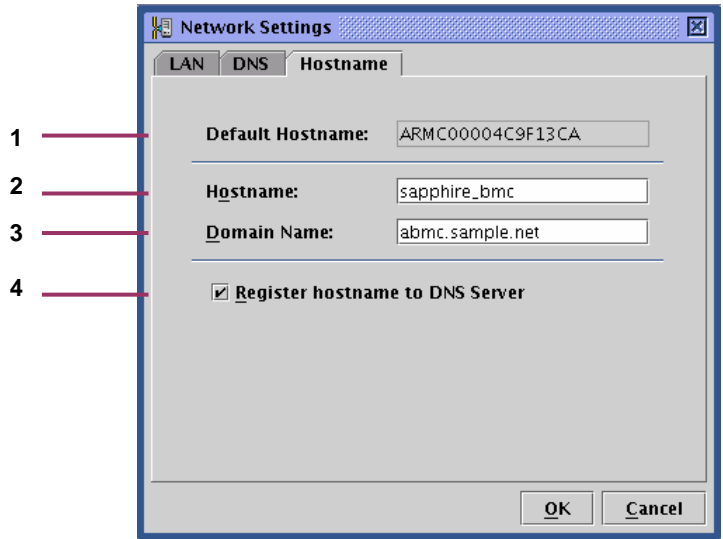 Network Settings
LAN DNS Hostname
1 Default Hostname: ARMC00004C9F13CA
2 Hostname: sapphire_bmc
3 Domain Name: abmc.sample.net
4 Register hostname to DNS Server
OK Cancel